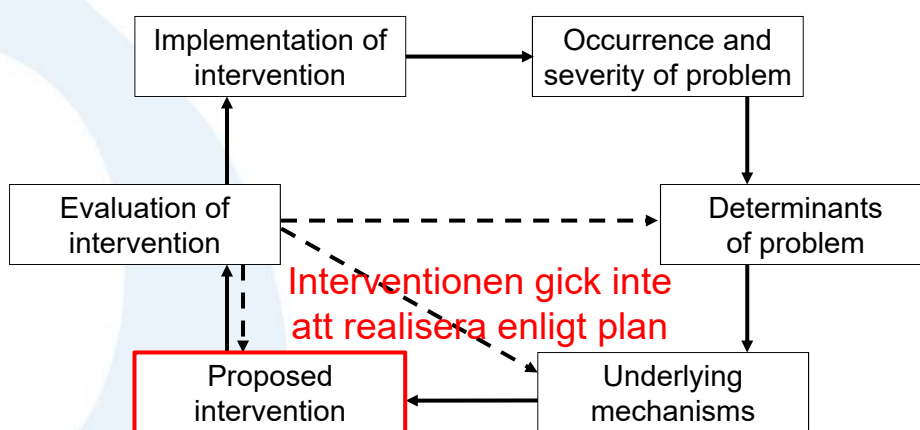 Implementation of
intervention
Occurrence and
severity of problem
Evaluation of
intervention
Determinants
of problem
Interventionen gick inte
att realisera enligt plan
Proposed
intervention
Underlying
mechanisms